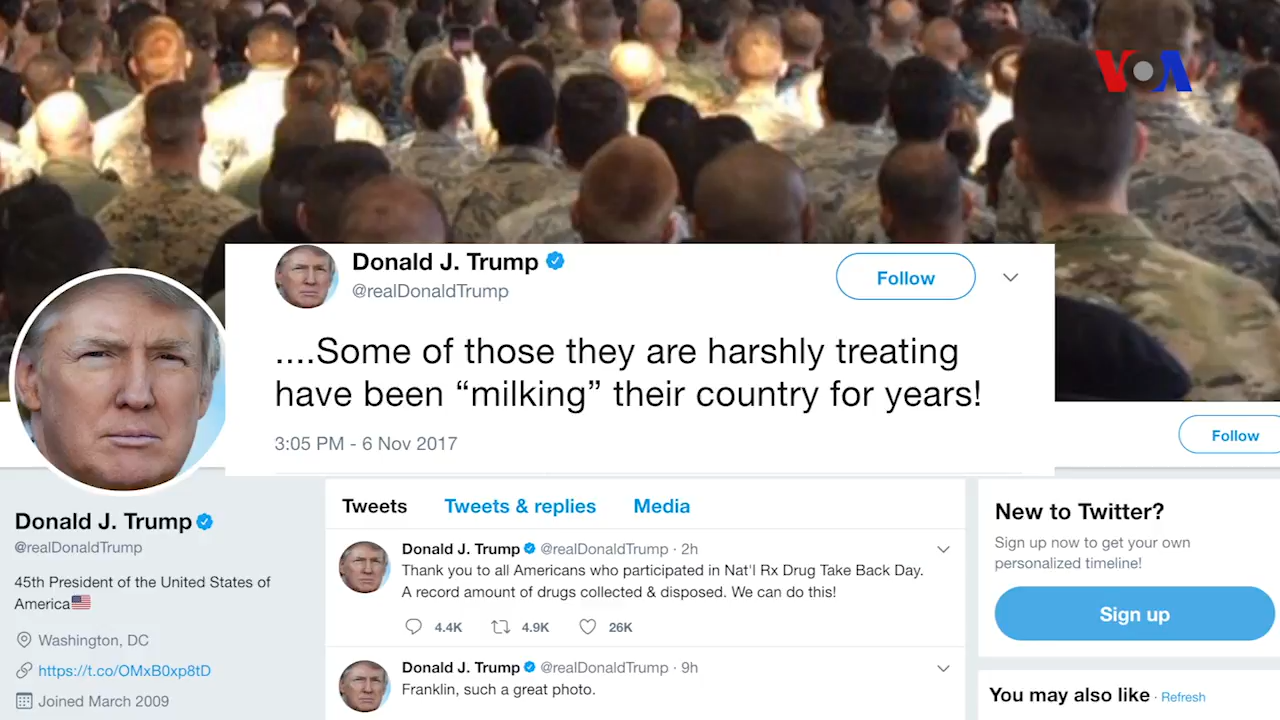 VOA
Donald J. Trump
@realDonaldTrump
Follow
....Some of those they are harshly treating
have been “milking” their country for years!
3:05 PM - 6 Nov 2017
Follow
Donald J. Trump
@realDonaldTrump
45th President of the United States of
America🇺🇸
Washington, DC
https://t.co/OMxB0xp8tD
Joined March 2009
Tweets Tweets & replies Media
Donald J. Trump @realDonaldTrump · 2h
Thank you to all Americans who participated in Nat'l Rx Drug Take Back Day.
A record amount of drugs collected & disposed. We can do this!
4.4K 4.9K 26K
Donald J. Trump @realDonaldTrump · 9h
Franklin, such a great photo.
New to Twitter?
Sign up now to get your own
personalized timeline!
Sign up
You may also like · Refresh